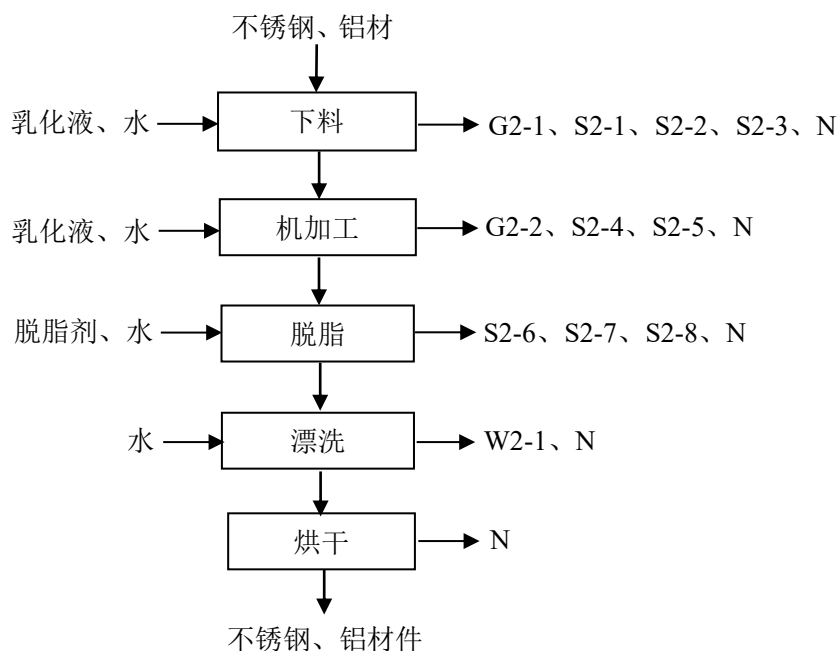 不锈钢、铝材
乳化液、水
下料
G2-1、S2-1、S2-2、S2-3、N
乳化液、水
机加工
G2-2、S2-4、S2-5、N
脱脂剂、水
脱脂
S2-6、S2-7、S2-8、N
水
漂洗
W2-1、N
烘干
N
不锈钢、铝材件